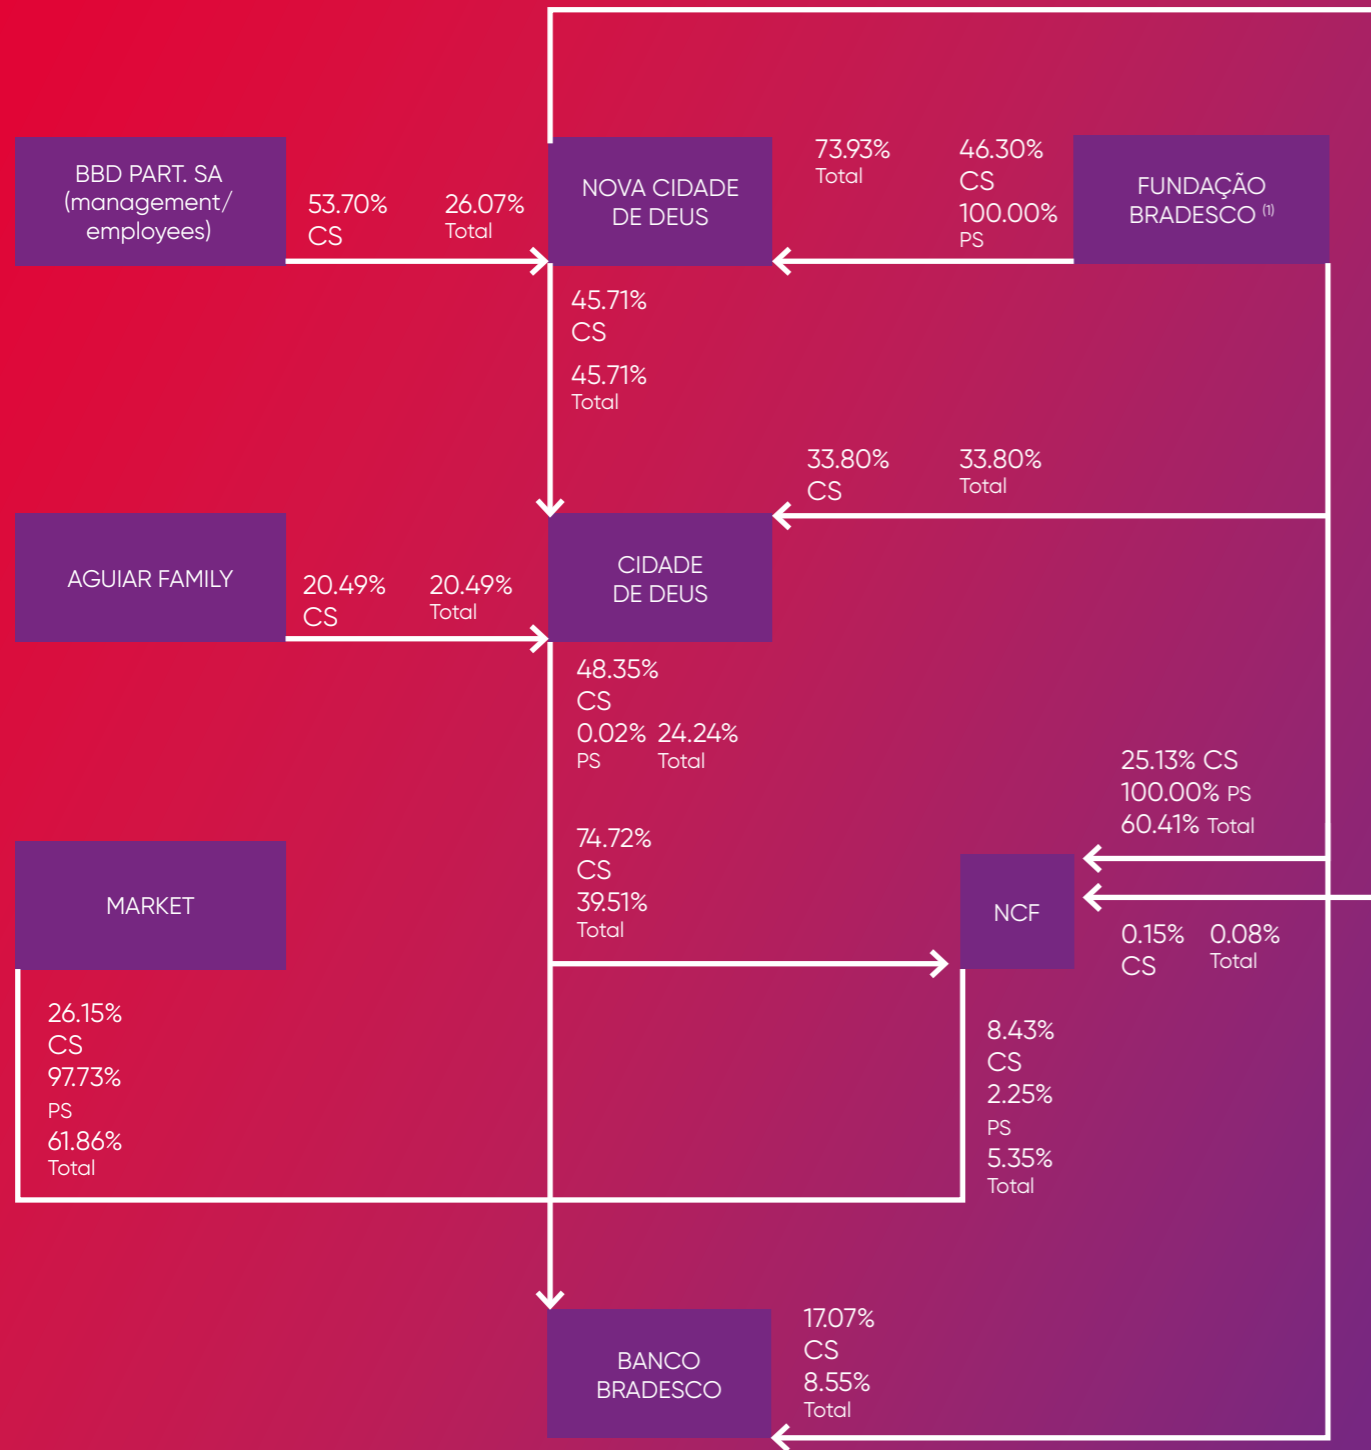 BBD PART. SA
(management/
employees)
53.70%
CS
26.07%
Total
NOVA CIDADE
DE DEUS
73.93%
Total
46.30%
CS
100.00%
PS
FUNDAÇÃO
BRADESCO (1)
45.71%
CS
45.71%
Total
33.80%
CS
33.80%
Total
AGUIAR FAMILY
20.49%
CS
20.49%
Total
CIDADE
DE DEUS
48.35%
CS
0.02%
PS
24.24%
Total
25.13% CS
100.00% PS
60.41% Total
74.72%
CS
39.51%
Total
MARKET
NCF
0.15%
CS
0.08%
Total
26.15%
CS
97.73%
PS
61.86%
Total
8.43%
CS
2.25%
PS
5.35%
Total
BANCO
BRADESCO
17.07%
CS
8.55%
Total